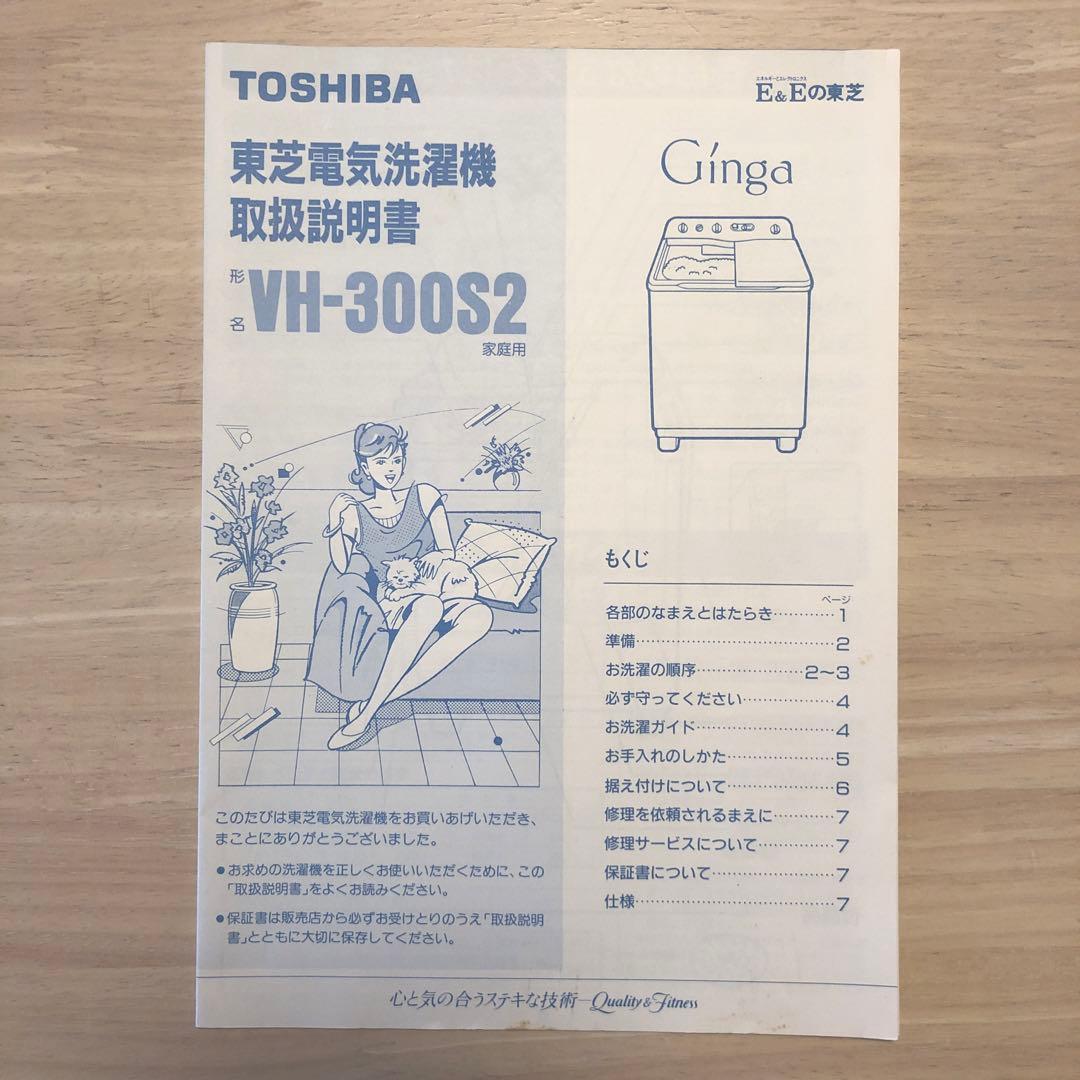 TOSHIBA
東芝電気洗濯機
取扱説明書
形名 VH-300S2
家庭用
このたびは東芝電気洗濯機をお買いあげいただき、
まことにありがとうございました。
●お求めの洗濯機を正しくお使いいただくために、この
「取扱説明書」をよくお読みください。
●保証書は販売店から必ずお受けとりのうえ「取扱説明
書」とともに大切に保存してください。
エネルギーとエレクトロニクス
E&Eの東芝
Ginga
もくじ
ページ
各部のなまえとはたらき…………1
準備…………2
お洗濯の順序…………2〜3
必ず守ってください…………4
お洗濯ガイド…………4
お手入れのしかた…………5
据え付けについて…………6
修理を依頼されるまえに…………7
修理サービスについて…………7
保証書について…………7
仕様…………7
心と気の合うステキな技術―Quality & Fitness